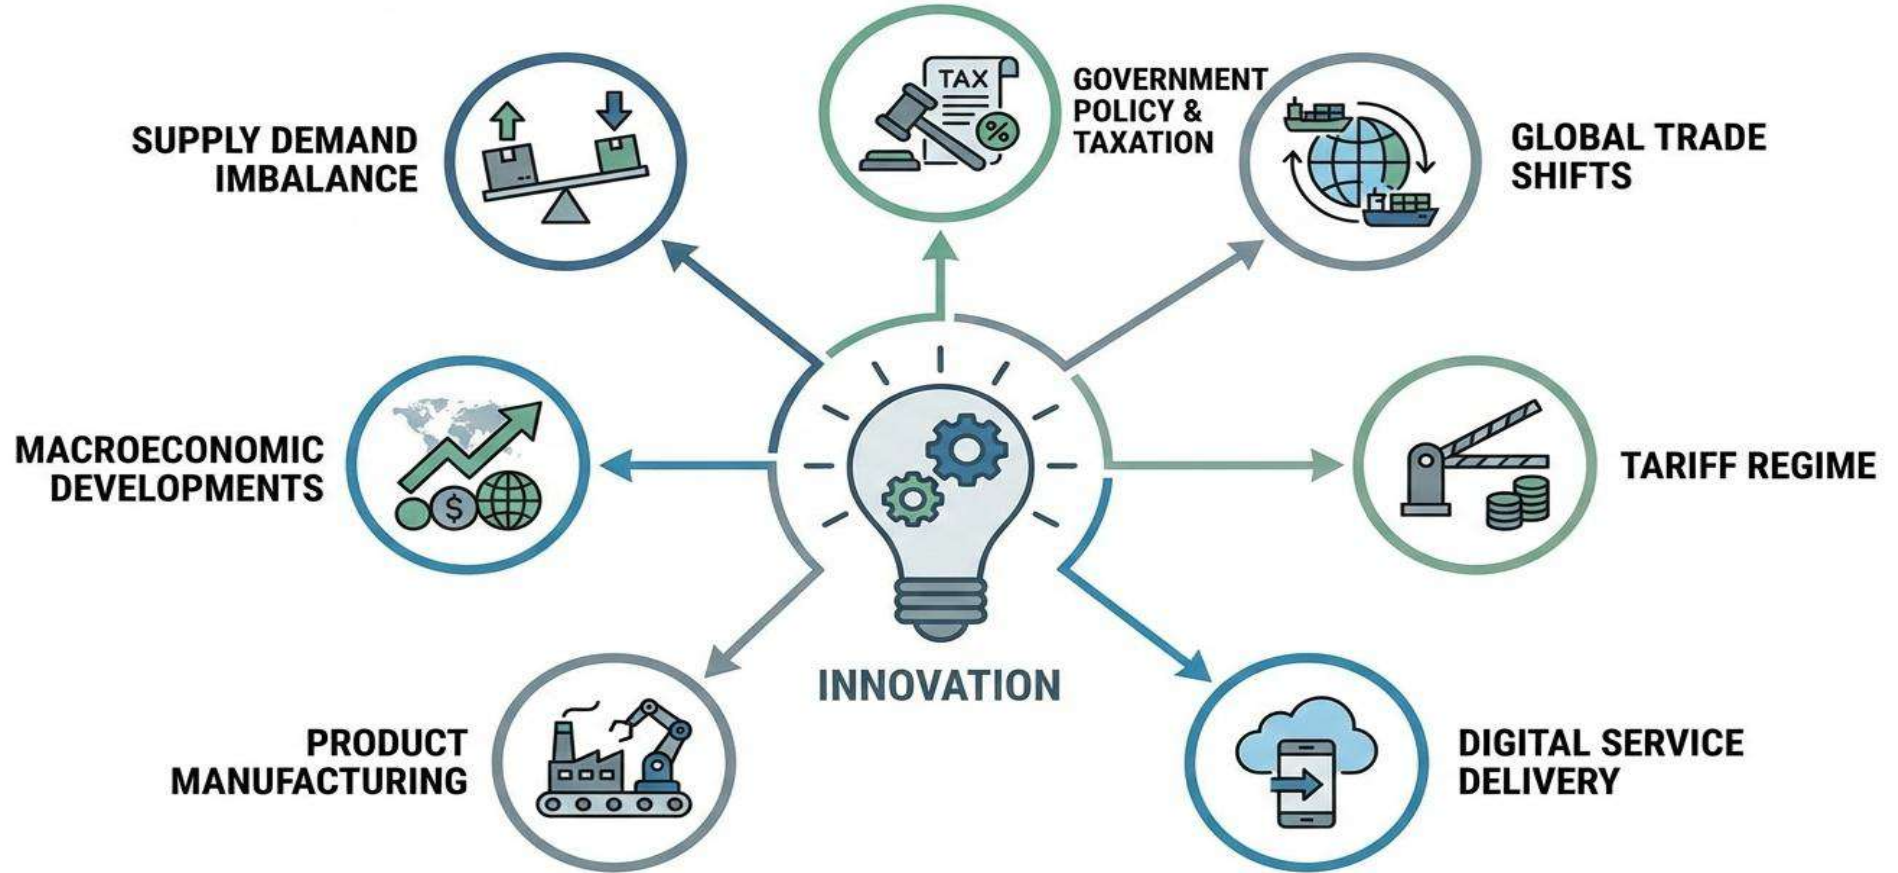 SUPPLY DEMAND
IMBALANCE
TAX
%
GOVERNMENT
POLICY &
TAXATION
GLOBAL TRADE
SHIFTS
MACROECONOMIC
DEVELOPMENTS
$
TARIFF REGIME
INNOVATION
PRODUCT
MANUFACTURING
DIGITAL SERVICE
DELIVERY